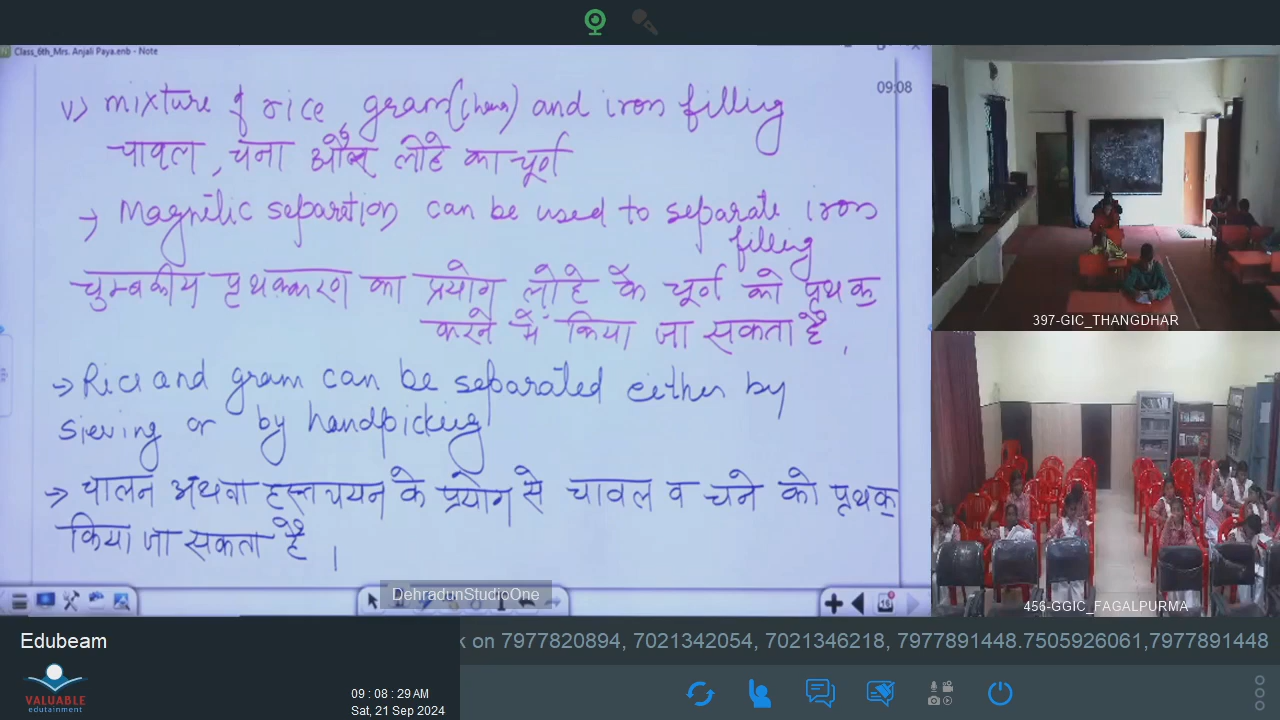 Class_6th_Mrs. Anjali Paya.enb - Note
09:08
v) mixture of rice, gram (Chana) and iron filling
चावल, चना और लोहे का चूर्ण
→ Magnetic separation can be used to separate iron
filling
चुम्बकीय पृथक्करण का प्रयोग लोहे के चूर्ण को पृथक्
करने में किया जा सकता है।
→ Rice and gram can be separated either by
sieving or by handpicking
→ चालन अथवा हस्तचयन के प्रयोग से चावल व चने को पृथक्
किया जा सकता है।
DehradunStudioOne
397-GIC_THANGDHAR
456-GGIC_FAGALPURMA
Edubeam
k on 7977820894, 7021342054, 7021346218, 7977891448.7505926061,7977891448
VALUABLE
edutainment
09 : 08 : 29 AM
Sat, 21 Sep 2024